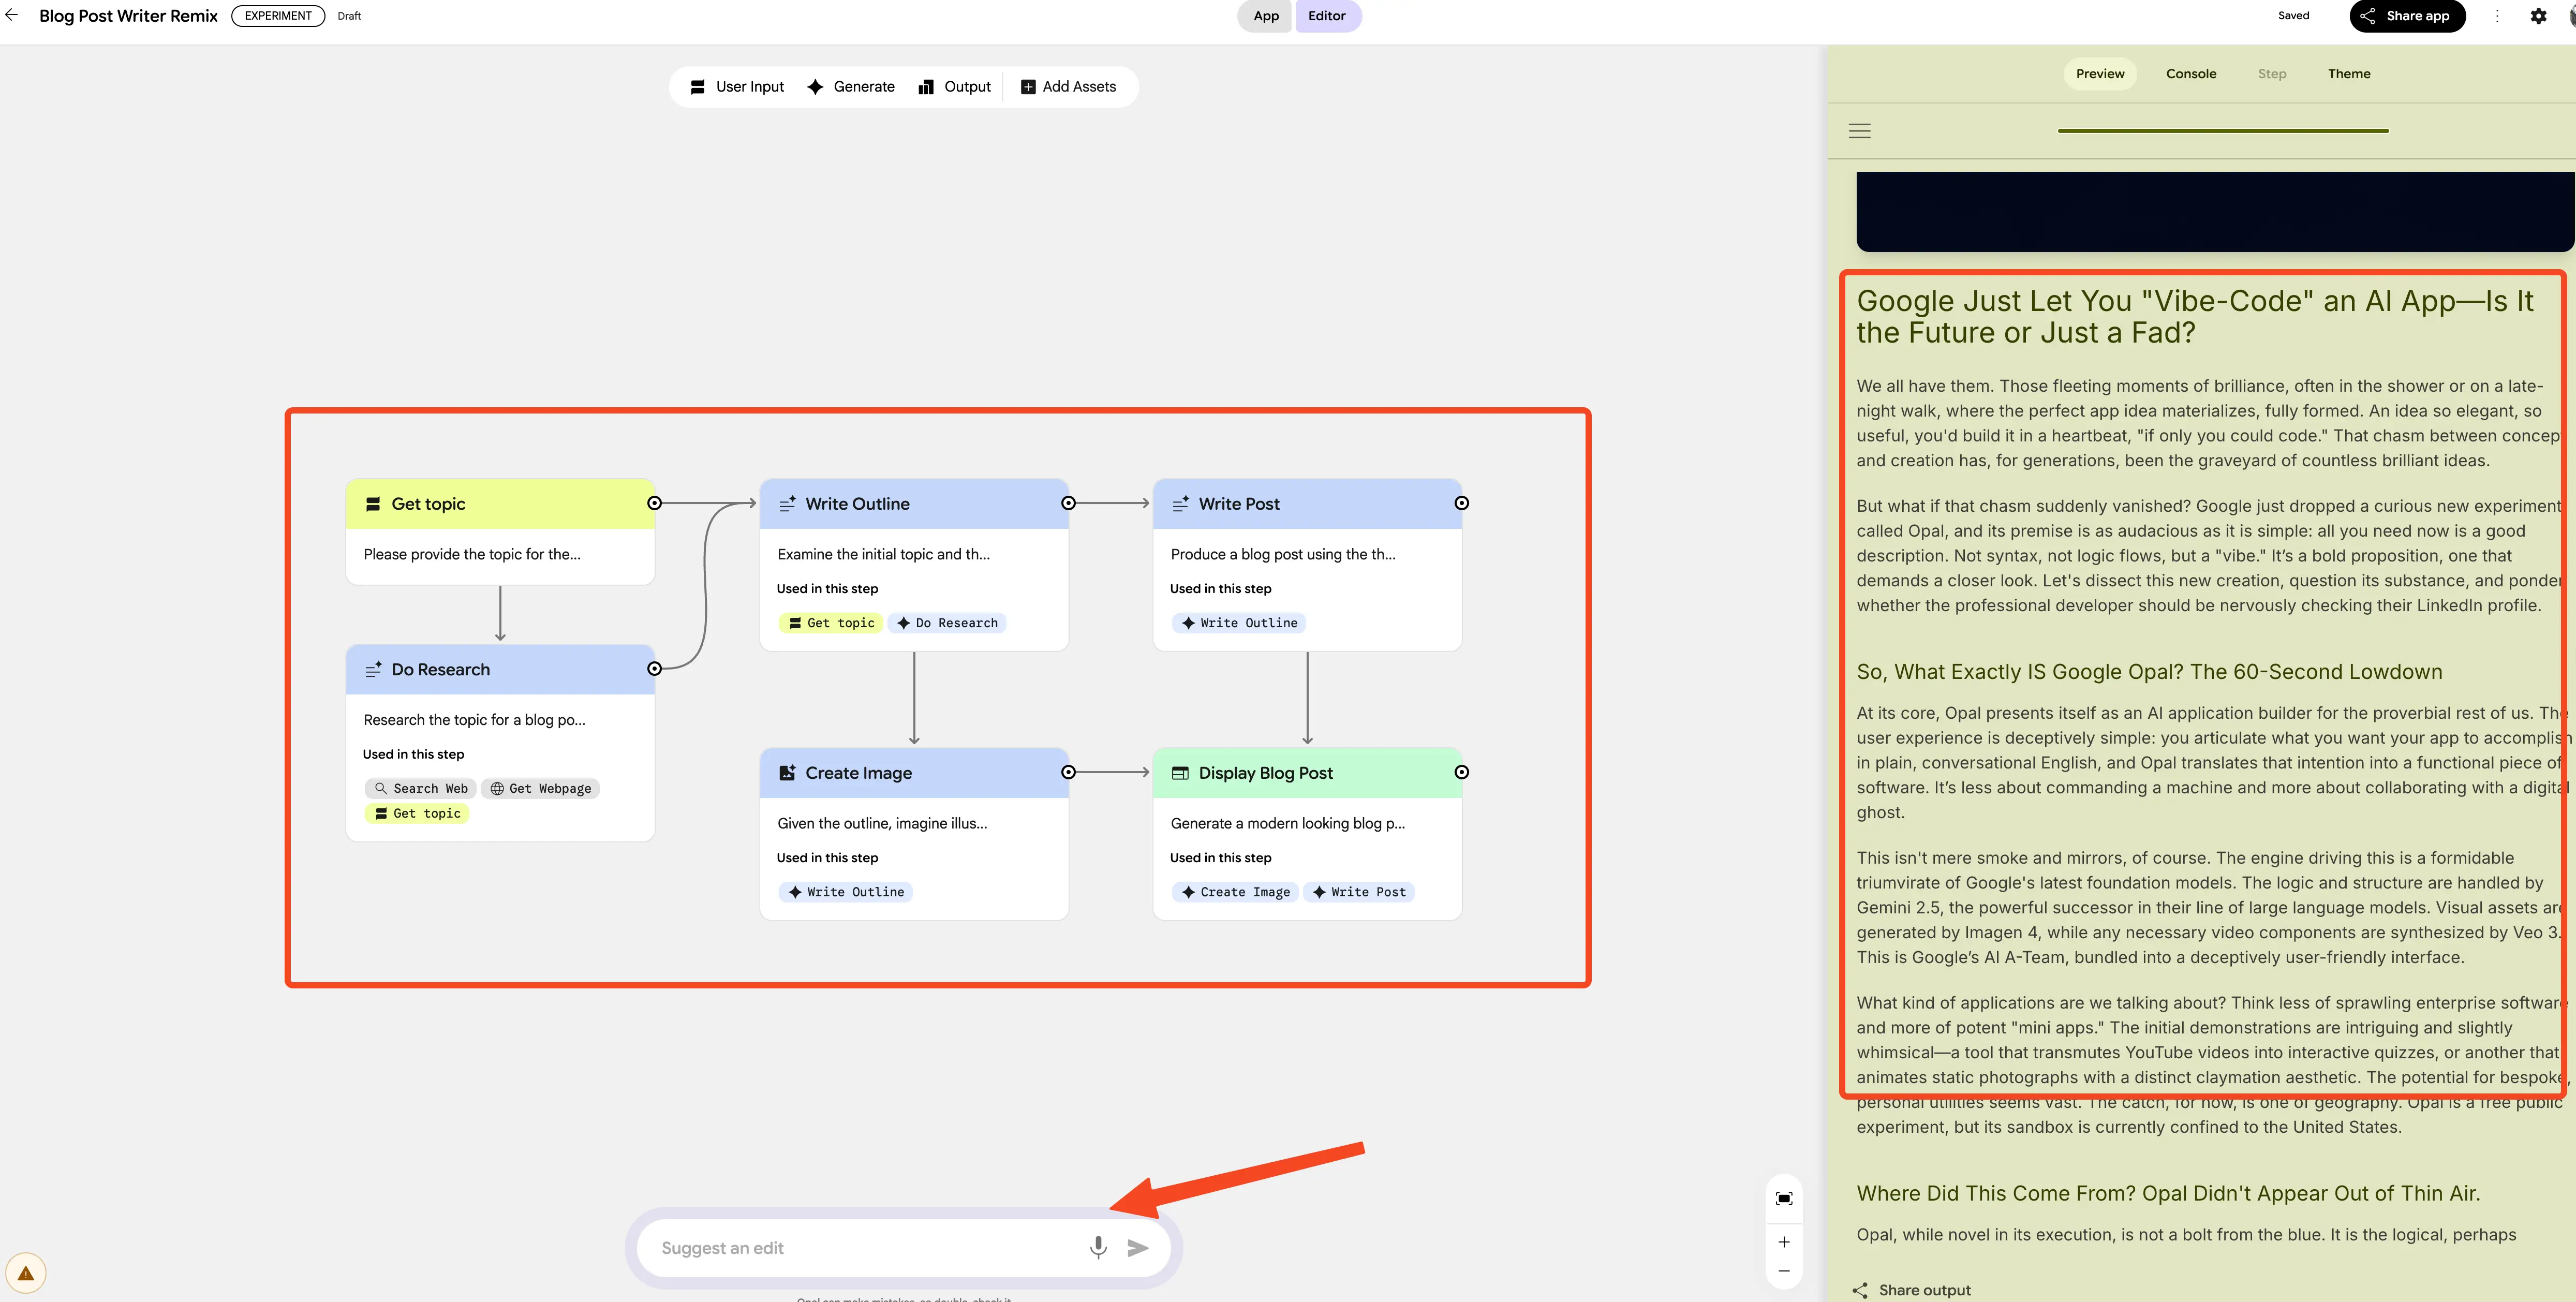 Blog Post Writer Remix
EXPERIMENT
Draft
App
Editor
Saved
Share app
User Input
Generate
Output
Add Assets
Preview
Console
Step
Theme
Get topic
Please provide the topic for the...
Do Research
Research the topic for a blog po...
Used in this step
Search Web
Get Webpage
Get topic
Write Outline
Examine the initial topic and th...
Used in this step
Get topic
Do Research
Write Post
Produce a blog post using the th...
Used in this step
Write Outline
Create Image
Given the outline, imagine illus...
Used in this step
Write Outline
Display Blog Post
Generate a modern looking blog p...
Used in this step
Create Image
Write Post
Suggest an edit
Opal can make mistakes, so double-check it
Google Just Let You "Vibe-Code" an AI App—Is It
the Future or Just a Fad?
We all have them. Those fleeting moments of brilliance, often in the shower or on a late-
night walk, where the perfect app idea materializes, fully formed. An idea so elegant, so
useful, you'd build it in a heartbeat, "if only you could code." That chasm between concep
and creation has, for generations, been the graveyard of countless brilliant ideas.
But what if that chasm suddenly vanished? Google just dropped a curious new experiment
called Opal, and its premise is as audacious as it is simple: all you need now is a good
description. Not syntax, not logic flows, but a "vibe." It’s a bold proposition, one that
demands a closer look. Let's dissect this new creation, question its substance, and ponder
whether the professional developer should be nervously checking their LinkedIn profile.
So, What Exactly IS Google Opal? The 60-Second Lowdown
At its core, Opal presents itself as an AI application builder for the proverbial rest of us. The
user experience is deceptively simple: you articulate what you want your app to accomplish
in plain, conversational English, and Opal translates that intention into a functional piece of
software. It’s less about commanding a machine and more about collaborating with a digital
ghost.
This isn't mere smoke and mirrors, of course. The engine driving this is a formidable
triumvirate of Google's latest foundation models. The logic and structure are handled by
Gemini 2.5, the powerful successor in their line of large language models. Visual assets are
generated by Imagen 4, while any necessary video components are synthesized by Veo 3.
This is Google’s AI A-Team, bundled into a deceptively user-friendly interface.
What kind of applications are we talking about? Think less of sprawling enterprise software
and more of potent "mini apps." The initial demonstrations are intriguing and slightly
whimsical—a tool that transmutes YouTube videos into interactive quizzes, or another that
animates static photographs with a distinct claymation aesthetic. The potential for bespoke,
personal utilities seems vast. The catch, for now, is one of geography. Opal is a free public
experiment, but its sandbox is currently confined to the United States.
Where Did This Come From? Opal Didn't Appear Out of Thin Air.
Opal, while novel in its execution, is not a bolt from the blue. It is the logical, perhaps
Share output